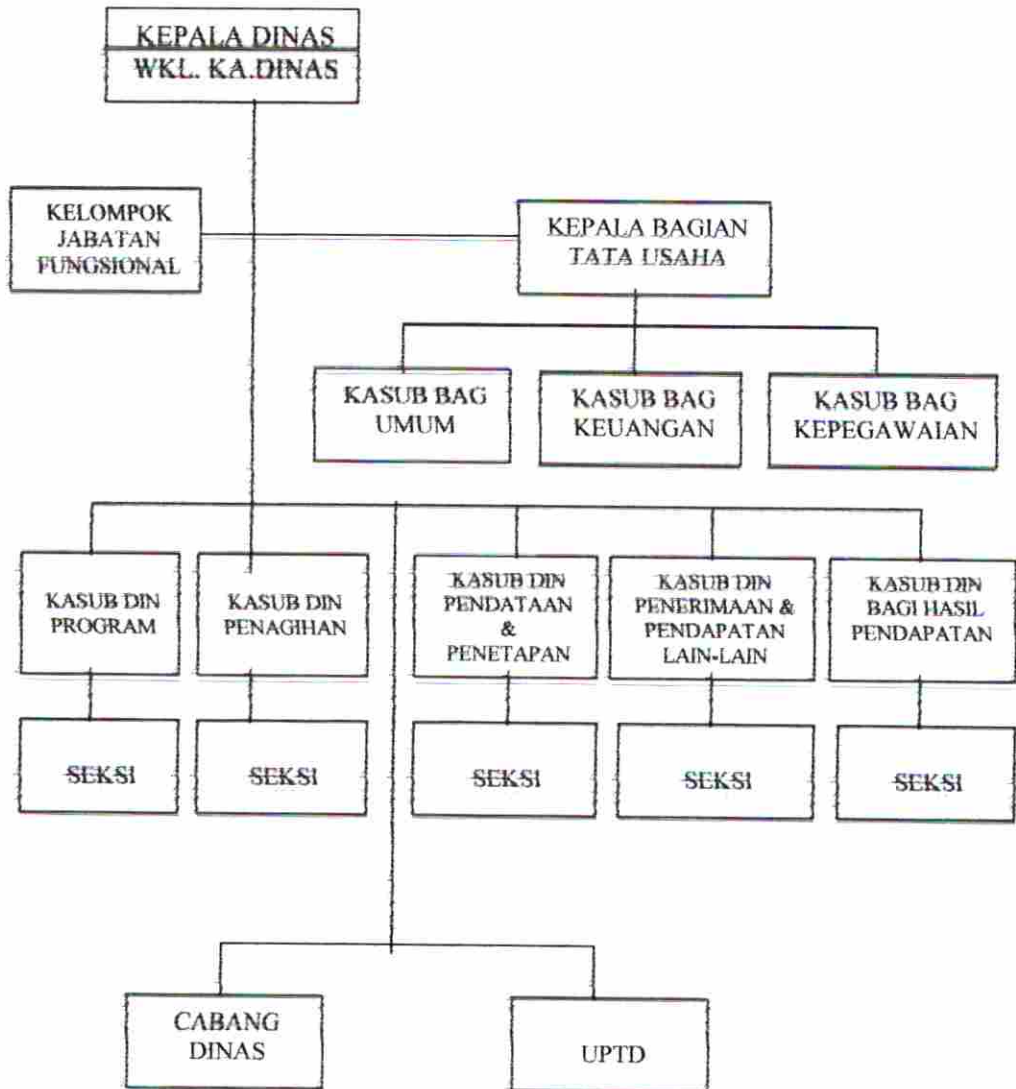 KEPALA DINAS
WKL. KA.DINAS
KELOMPOK
JABATAN
FUNGSIONAL
KEPALA BAGIAN
TATA USAHA
KASUB BAG
UMUM
KASUB BAG
KEUANGAN
KASUB BAG
KEPEGAWAIAN
KASUB DIN
PROGRAM
KASUB DIN
PENAGIHAN
KASUB DIN
PENDATAAN
&
PENETAPAN
KASUB DIN
PENERIMAAN &
PENDAPATAN
LAIN-LAIN
KASUB DIN
BAGI HASIL
PENDAPATAN
SEKSI
SEKSI
SEKSI
SEKSI
SEKSI
CABANG
DINAS
UPTD